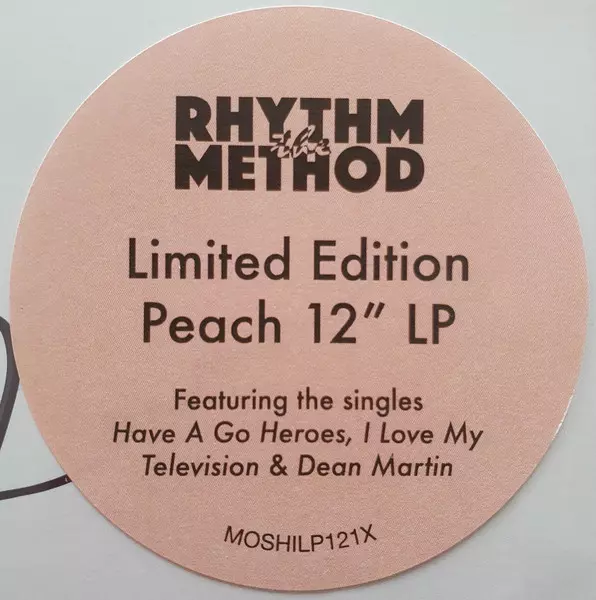 RHYTHM
the
METHOD
Limited Edition
Peach 12" LP
Featuring the singles
Have A Go Heroes, I Love My
Television & Dean Martin
MOSHILP121X